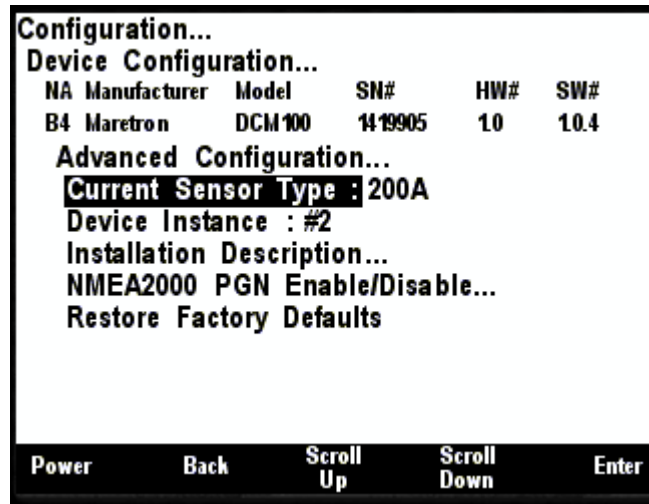 Configuration...
Device Configuration...
NA Manufacturer Model SN# HW# SW#
B4 Maretron DCM100 1419905 1.0 1.0.4
Advanced Configuration...
Current Sensor Type : 200A
Device Instance : #2
Installation Description...
NMEA2000 PGN Enable/Disable...
Restore Factory Defaults
Power Back Scroll Up Scroll Down Enter